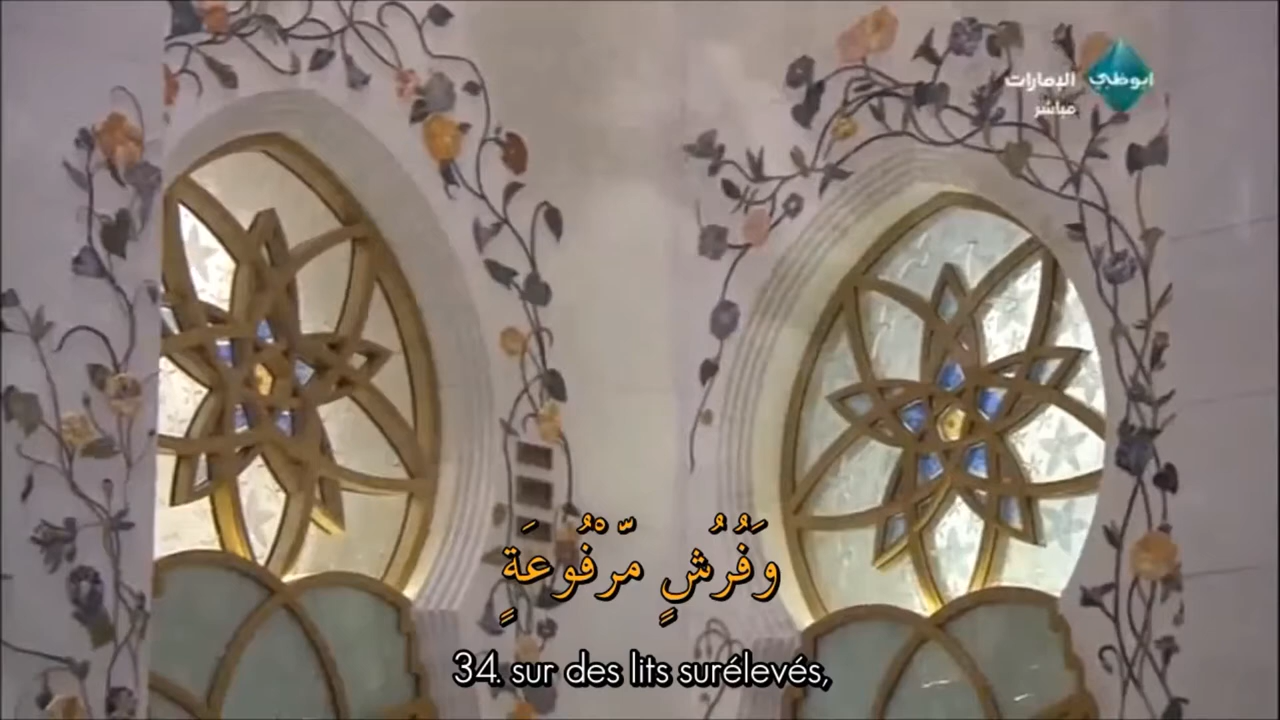 الإمارات أبوظبي
مباشر
وَفُرُشٍ مَّرْفُوعَةٍ
34. sur des lits surélevés,